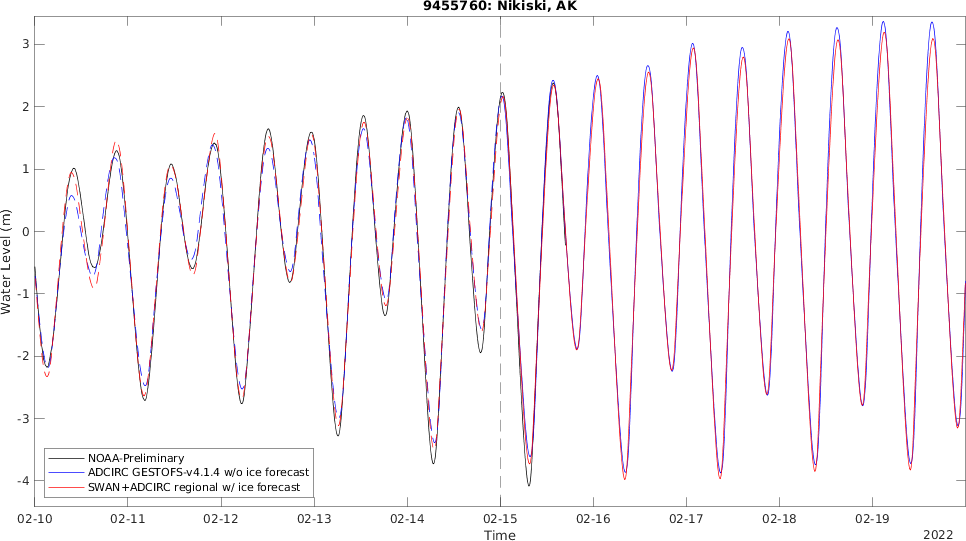 9455760: Nikiski, AK
Water Level (m)
3
2
1
0
-1
-2
-3
-4
NOAA-Preliminary
ADCIRC GESTOFS-v4.1.4 w/o ice forecast
SWAN+ADCIRC regional w/ ice forecast
02-10 02-11 02-12 02-13 02-14 02-15 02-16 02-17 02-18 02-19
Time
2022